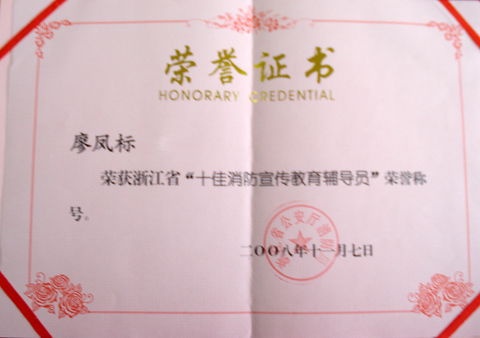 荣誉证书
HONORARY CREDENTIAL
廖凤标
荣获浙江省“十佳消防宣传教育辅导员”荣誉称
号。
二〇〇八年十一月七日